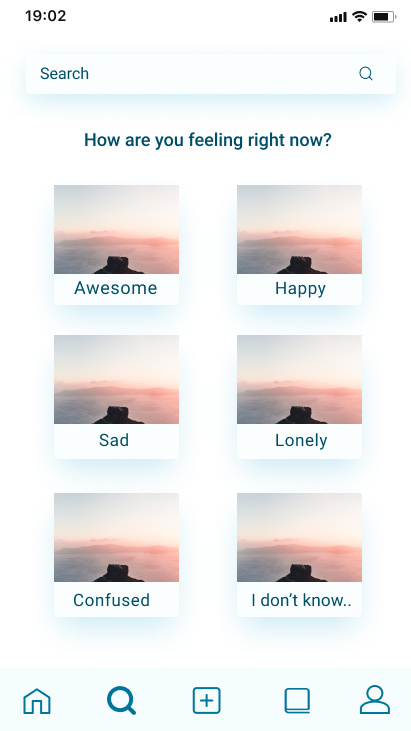 19:02
Search
How are you feeling right now?
Awesome
Happy
Sad
Lonely
Confused
I don’t know..